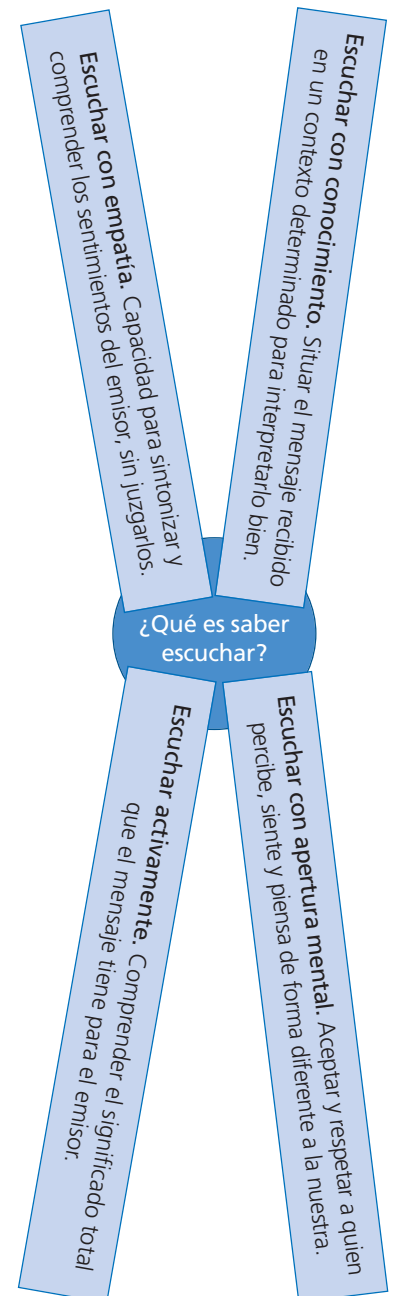 Escuchar con empatía. Capacidad para sintonizar y
comprender los sentimientos del emisor, sin juzgarlos.
Escuchar con conocimiento. Situar el mensaje recibido
en un contexto determinado para interpretarlo bien.
¿Qué es saber
escuchar?
Escuchar activamente. Comprender el significado total
que el mensaje tiene para el emisor.
Escuchar con apertura mental. Aceptar y respetar a quien
percibe, siente y piensa de forma diferente a la nuestra.